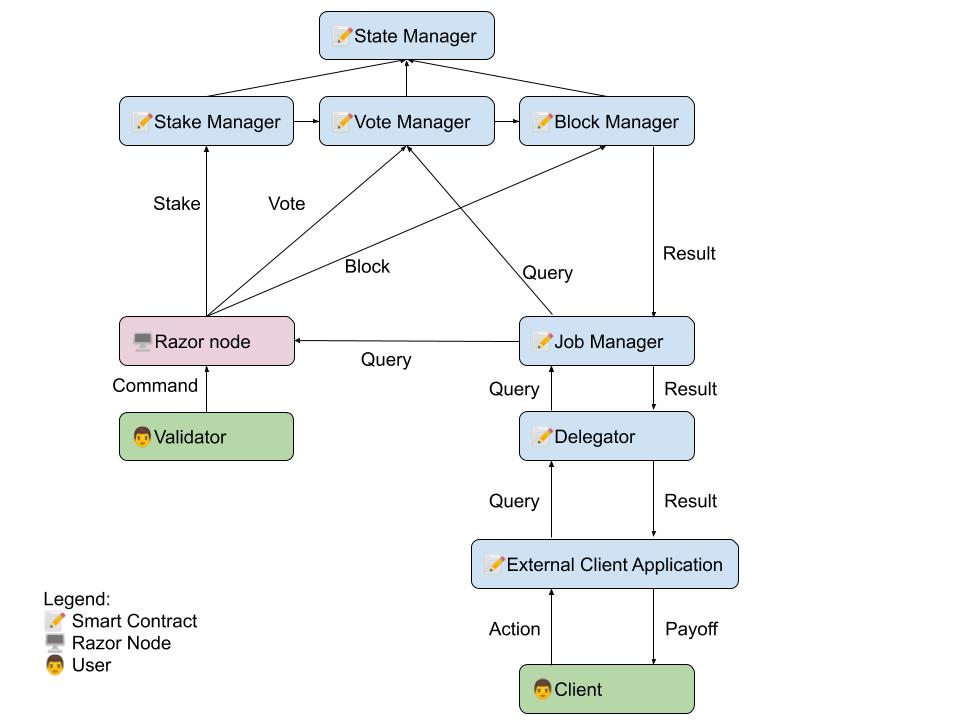 State Manager
Stake Manager
Vote Manager
Block Manager
Stake
Vote
Block
Query
Result
Razor node
Query
Job Manager
Command
Query
Result
Validator
Delegator
Query
Result
External Client Application
Legend:
Smart Contract
Razor Node
User
Action
Payoff
Client